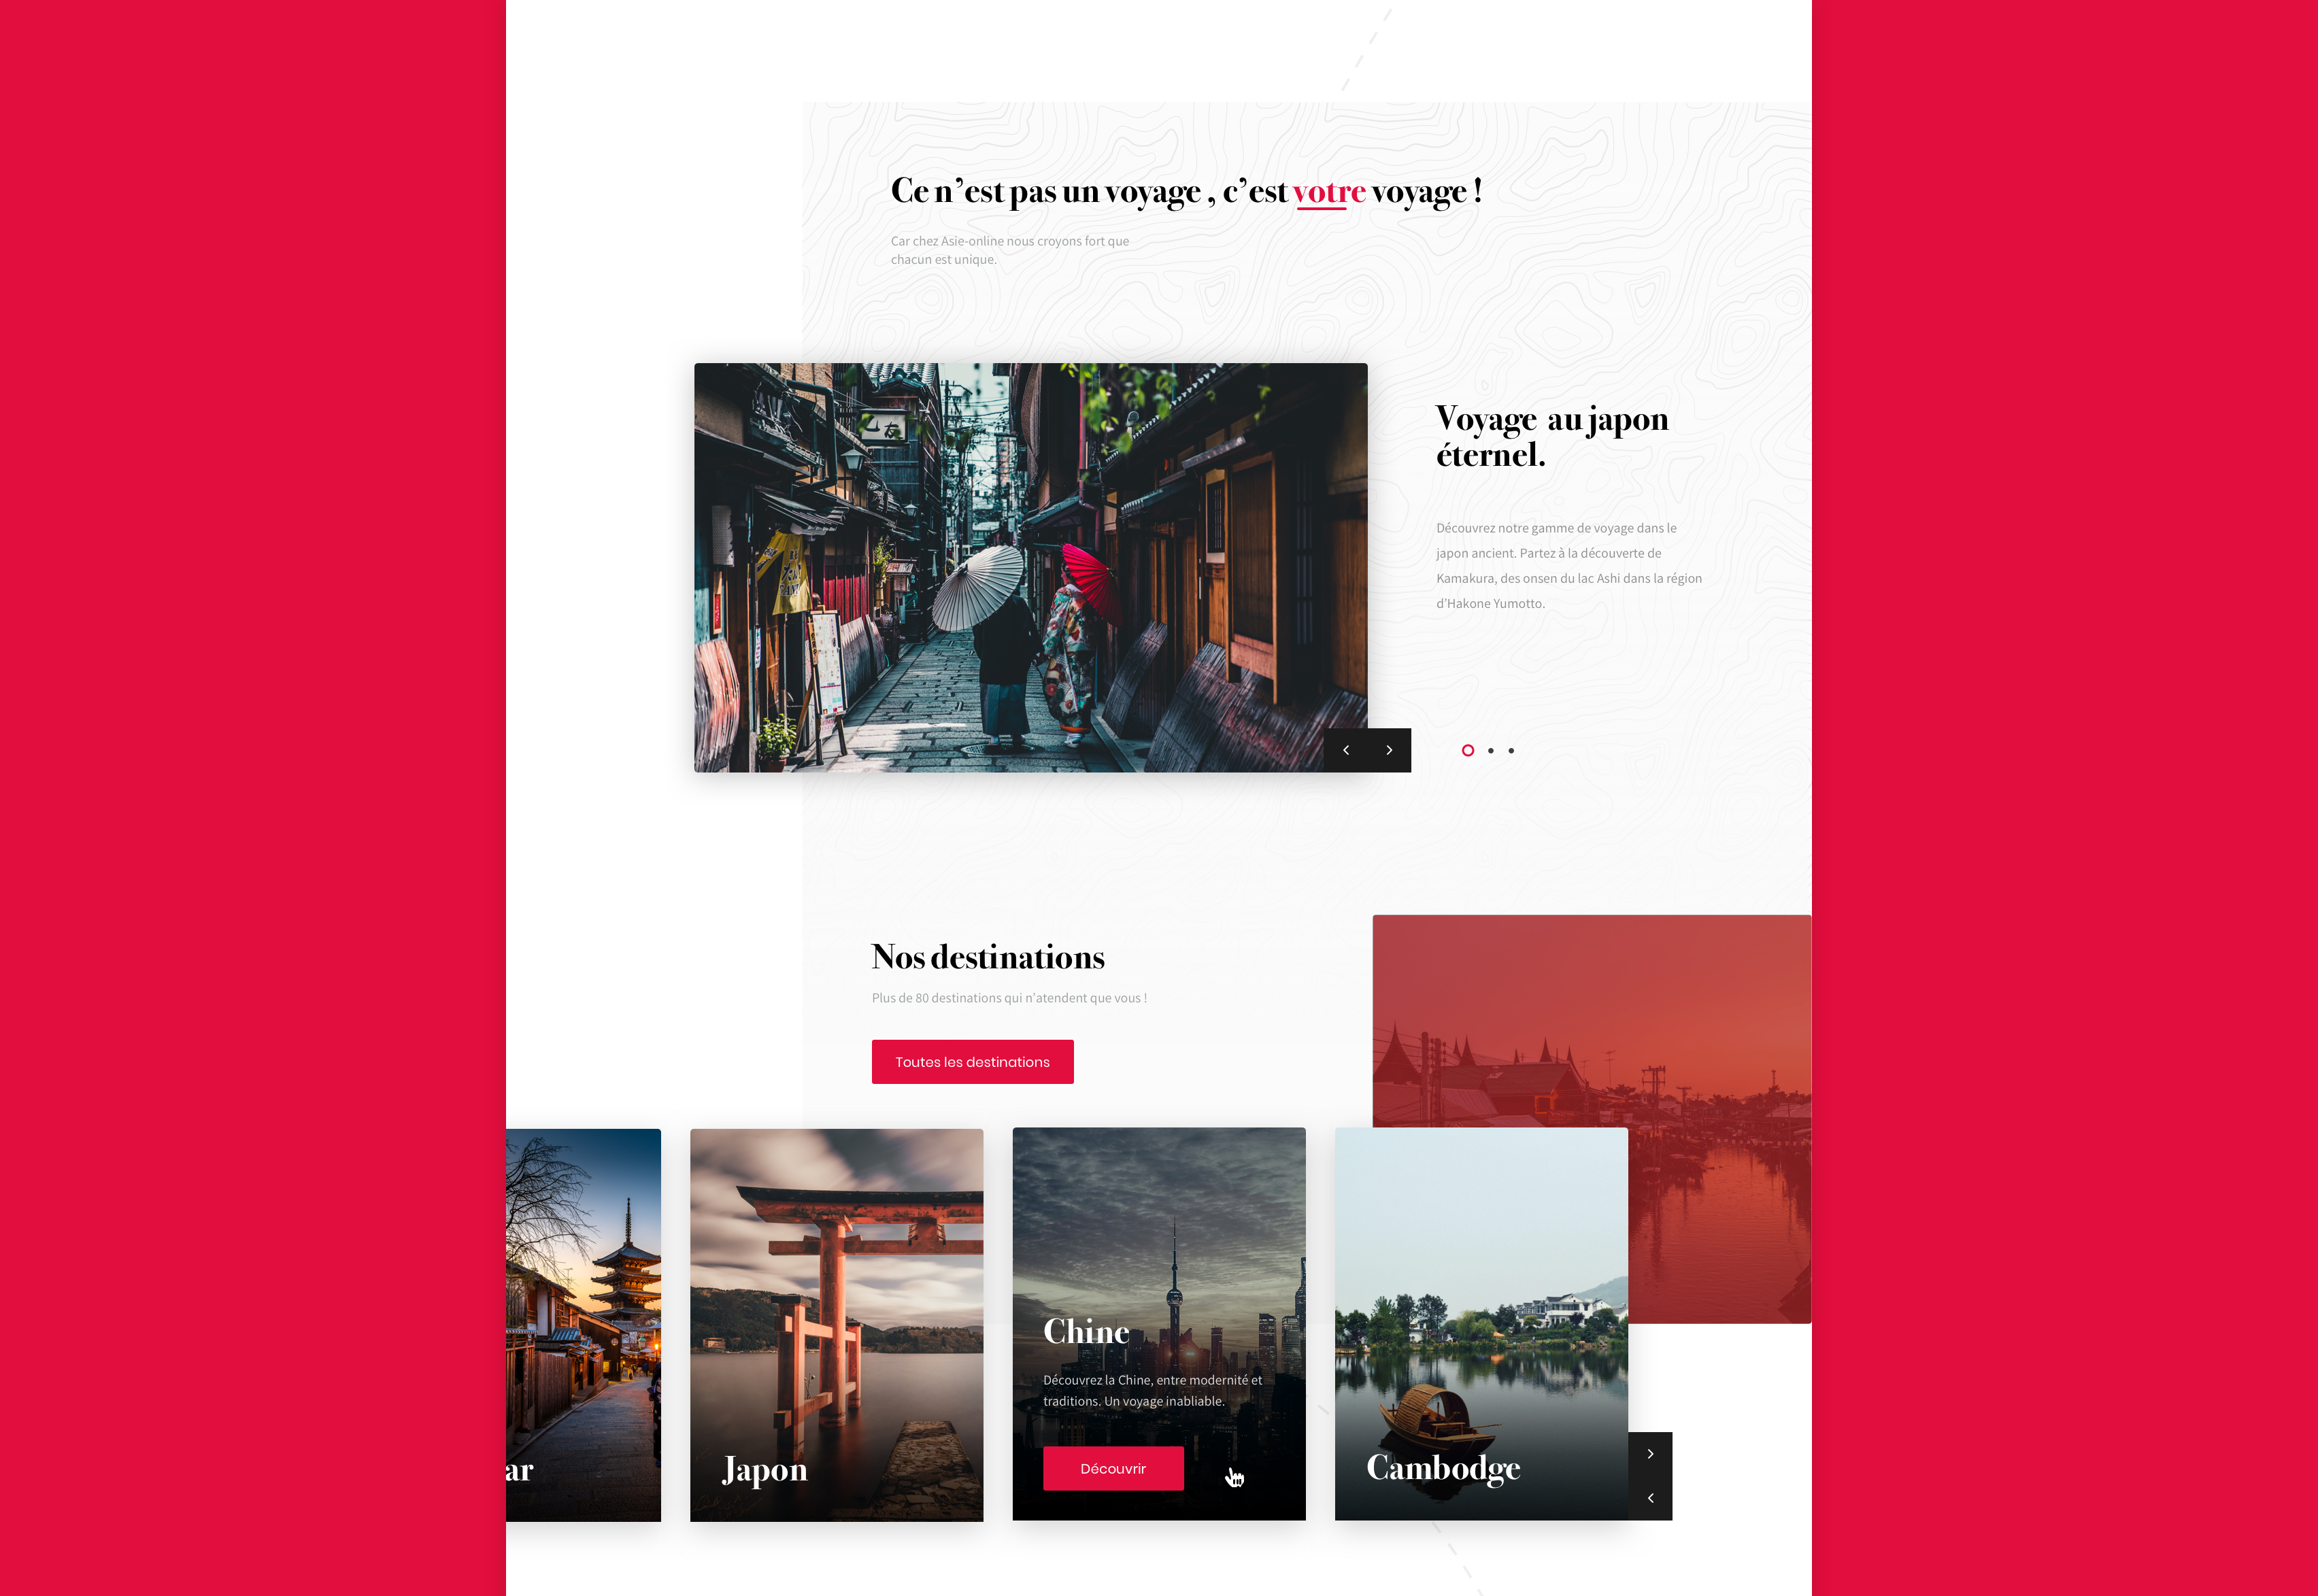 Ce n’est pas un voyage , c’est votre voyage !
Car chez Asie-online nous croyons fort que
chacun est unique.
Voyage au japon
éternel.
Découvrez notre gamme de voyage dans le
japon ancient. Partez à la découverte de
Kamakura, des onsen du lac Ashi dans la région
d’Hakone Yumotto.
Nos destinations
Plus de 80 destinations qui n’atendent que vous !
Toutes les destinations
ar
Japon
Chine
Découvrez la Chine, entre modernité et
traditions. Un voyage inabliable.
Découvrir
Cambodge